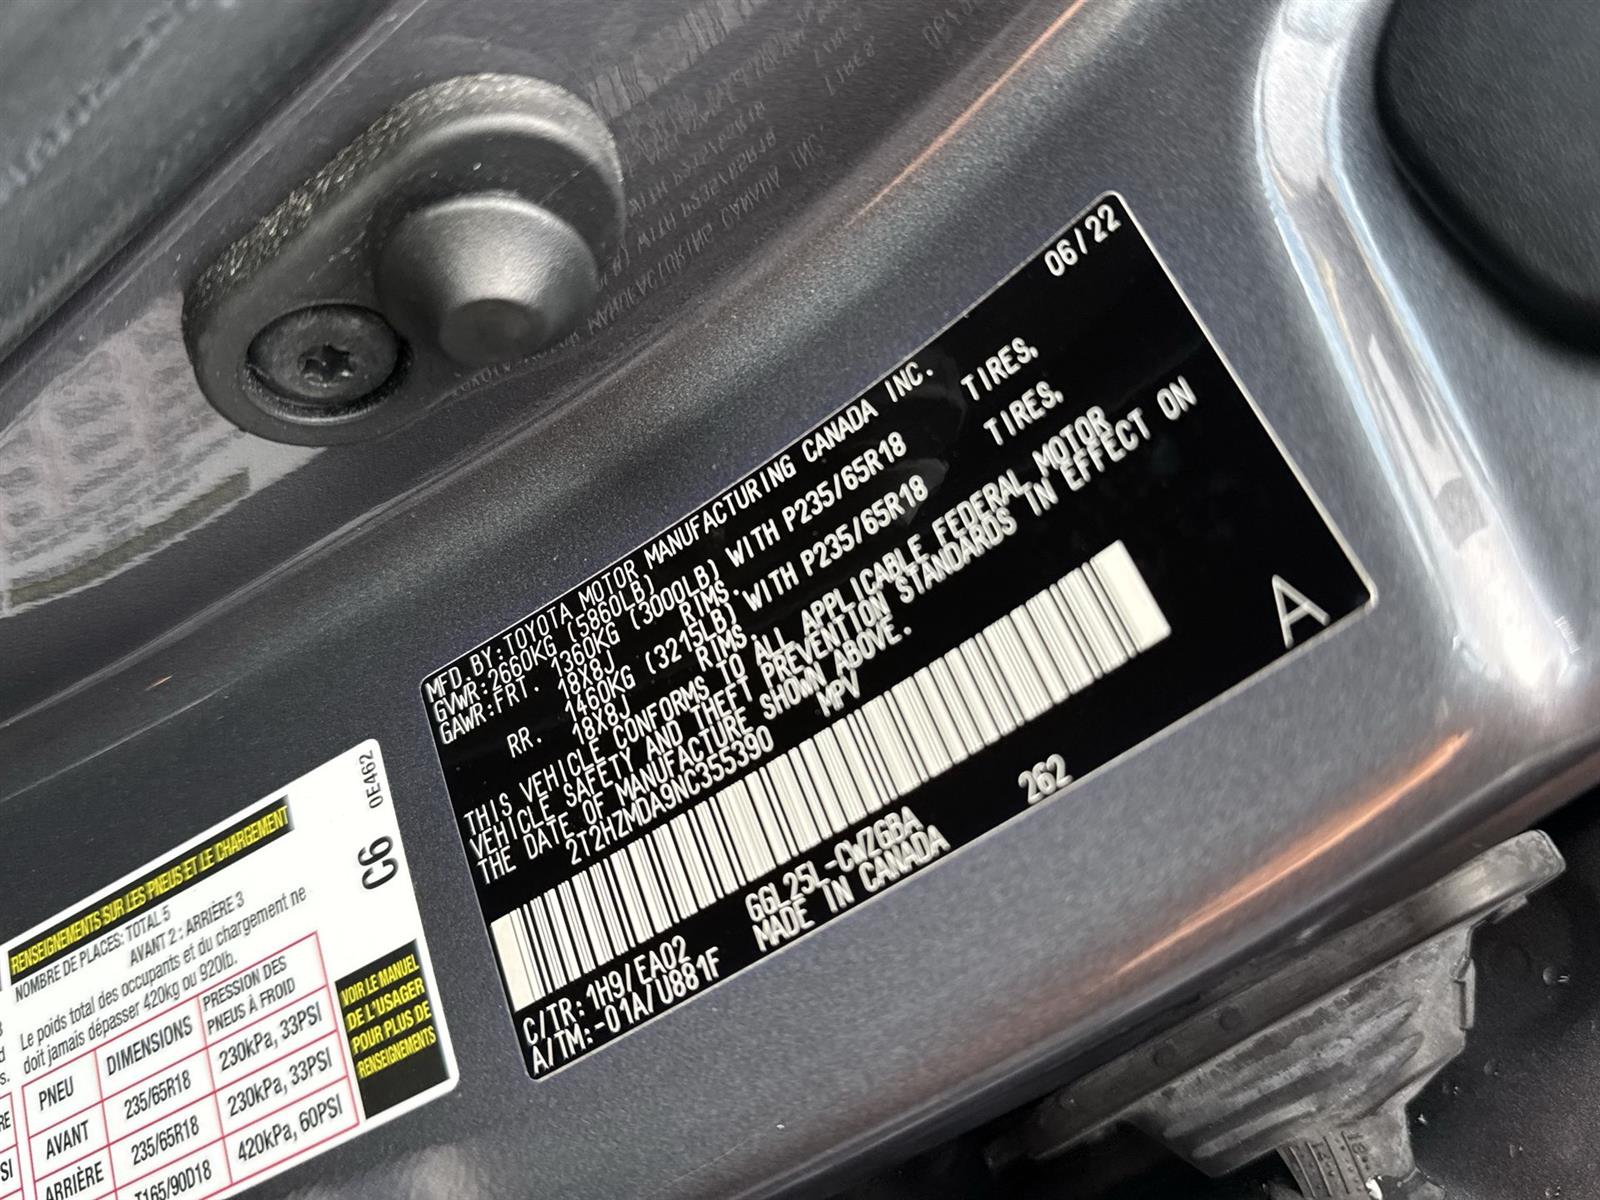 MFD.BY:TOYOTA MOTOR MANUFACTURING CANADA INC. 06/22
GVWR:2660KG (5860LB)
GAWR:FRT. 1360KG (3000LB) WITH P235/65R18 TIRES,
18X8J RIMS.
RR. 1460KG (3215LB) WITH P235/65R18 TIRES,
18X8J RIMS.
THIS VEHICLE CONFORMS TO ALL APPLICABLE FEDERAL MOTOR
VEHICLE SAFETY AND THEFT PREVENTION STANDARDS IN EFFECT ON
THE DATE OF MANUFACTURE SHOWN ABOVE.
2T2HZMDA9NC355390 MPV
C/TR: 1H9/EA02 GGL25L-CWZGBA 262
A/TM:-01A/U881F MADE IN CANADA
A
RENSEIGNEMENTS SUR LES PNEUS ET LE CHARGEMENT
NOMBRE DE PLACES: TOTAL 5
AVANT 2 : ARRIÈRE 3
Le poids total des occupants et du chargement ne
doit jamais dépasser 420kg ou 920lb.
C6 0E462
PNEU DIMENSIONS PRESSION DES PNEUS À FROID
AVANT 235/65R18 230kPa, 33PSI
ARRIÈRE 235/65R18 230kPa, 33PSI
T165/90D18 420kPa, 60PSI
VOIR LE MANUEL
DE L'USAGER
POUR PLUS DE
RENSEIGNEMENTS